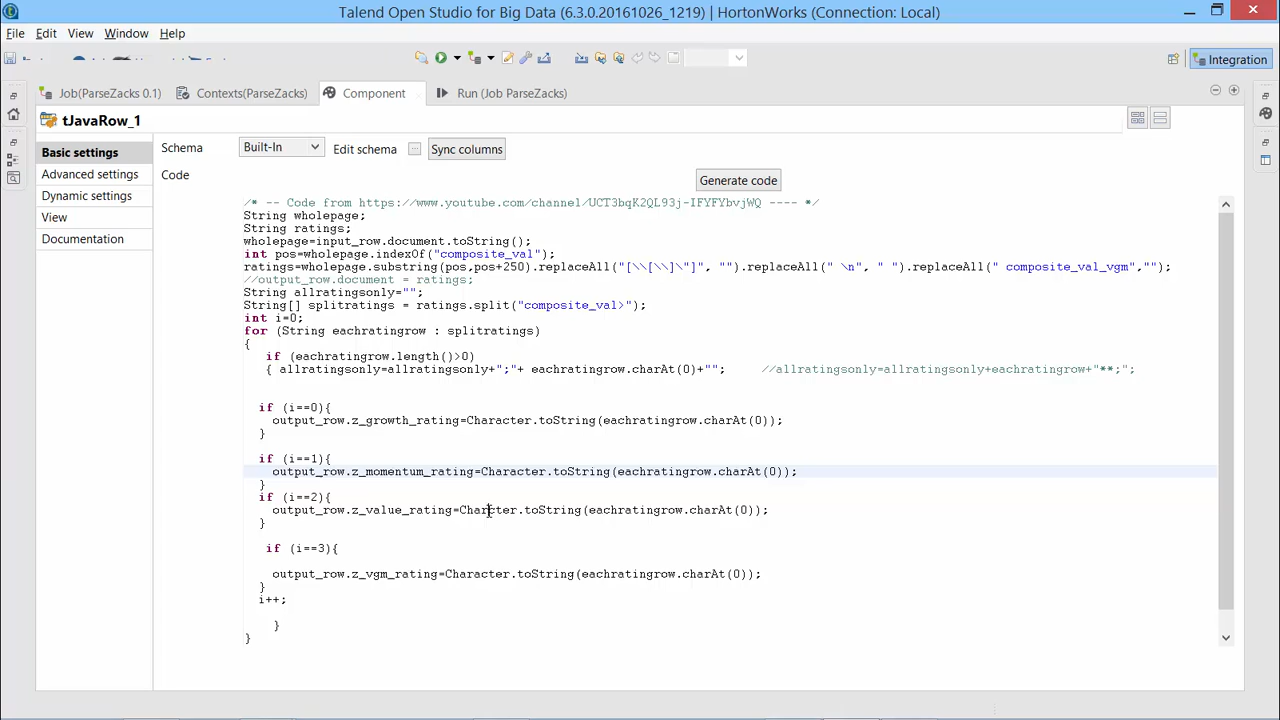 Talend Open Studio for Big Data (6.3.0.20161026_1219) | HortonWorks (Connection: Local)
File Edit View Window Help
Integration
Job(ParseZacks 0.1) Contexts(ParseZacks) Component Run (Job ParseZacks)
tJavaRow_1
Basic settings
Advanced settings
Dynamic settings
View
Documentation
Schema Built-In Edit schema ... Sync columns
Code
Generate code
/* -- Code from https://www.youtube.com/channel/UCT3bqK2QL93j-IFYFYbvjWQ ---- */
String wholepage;
String ratings;
wholepage=input_row.document.toString();
int pos=wholepage.indexOf("composite_val");
ratings=wholepage.substring(pos,pos+250).replaceAll("[\\[\\]\"]", "").replaceAll(" \n", " ").replaceAll(" composite_val_vgm","");
//output_row.document = ratings;
String allratingsonly="";
String[] splitratings = ratings.split("composite_val>");
int i=0;
for (String eachratingrow : splitratings)
{
if (eachratingrow.length()>0)
{ allratingsonly=allratingsonly+";"+ eachratingrow.charAt(0)+""; //allratingsonly=allratingsonly+eachratingrow+"**;";
if (i==0){
output_row.z_growth_rating=Character.toString(eachratingrow.charAt(0));
}
if (i==1){
output_row.z_momentum_rating=Character.toString(eachratingrow.charAt(0));
}
if (i==2){
output_row.z_value_rating=Character.toString(eachratingrow.charAt(0));
}
if (i==3){
output_row.z_vgm_rating=Character.toString(eachratingrow.charAt(0));
}
i++;
}
}